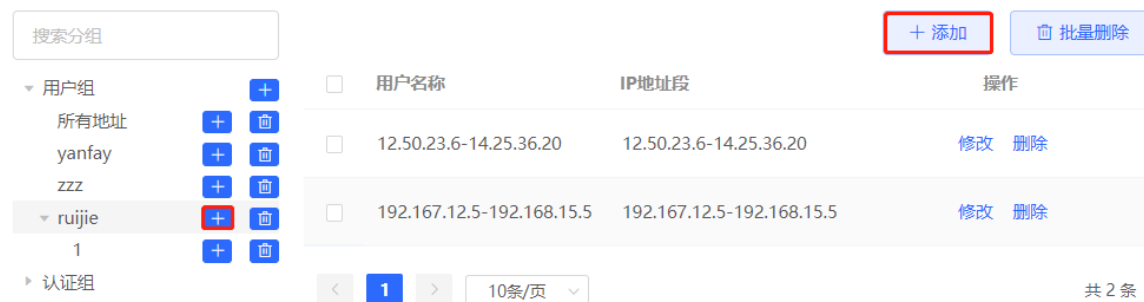 搜索分组
添加
批量删除
用户组
所有地址
yanfay
zzz
ruijie
1
认证组
用户名称 IP地址段 操作
12.50.23.6-14.25.36.20 12.50.23.6-14.25.36.20 修改 删除
192.167.12.5-192.168.15.5 192.167.12.5-192.168.15.5 修改 删除
1 10条/页 共 2 条